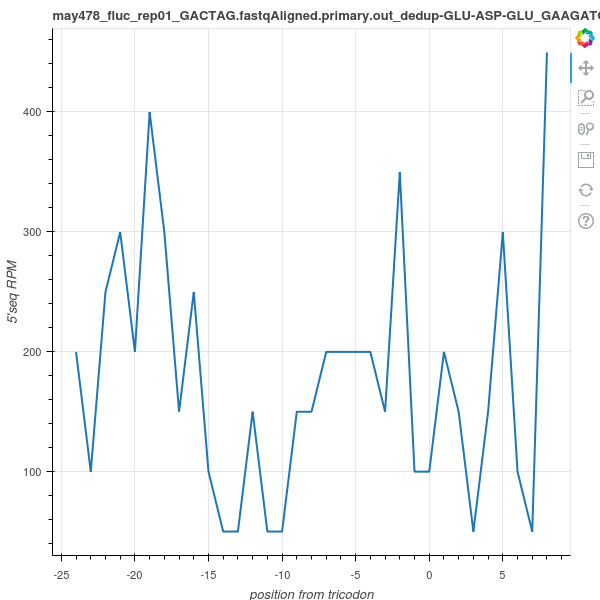 may478_fluc_rep01_GACTAG.fastqAligned.primary.out_dedup-GLU-ASP-GLU_GAAGAT
400
300
200
100
5'seq RPM
-25 -20 -15 -10 -5 0 5
position from tricodon